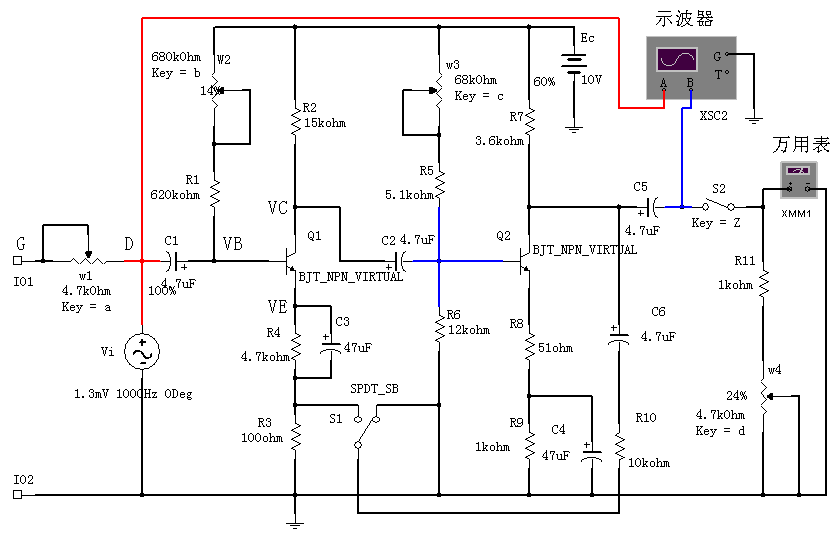 示波器
680kOhm
Key = b
W2
14%
w3
68kOhm
Key = c
Ec
60%
10V
G
T
A
B
XSC2
R2
15kohm
R7
3.6kohm
万用表
XMM1
R1
620kohm
R5
5.1kohm
C5
4.7uF
S2
Key = Z
G
IO1
w1
4.7kOhm
Key = a
D
C1
4.7uF
100%
VB
VC
Q1
BJT_NPN_VIRTUAL
C2
4.7uF
Q2
BJT_NPN_VIRTUAL
R11
1kohm
VE
R4
4.7kohm
C3
47uF
R6
12kohm
R8
51ohm
C6
4.7uF
Vi
1.3mV 1000Hz 0Deg
SPDT_SB
S1
R3
100ohm
R9
1kohm
C4
47uF
R10
10kohm
w4
24%
4.7kOhm
Key = d
IO2